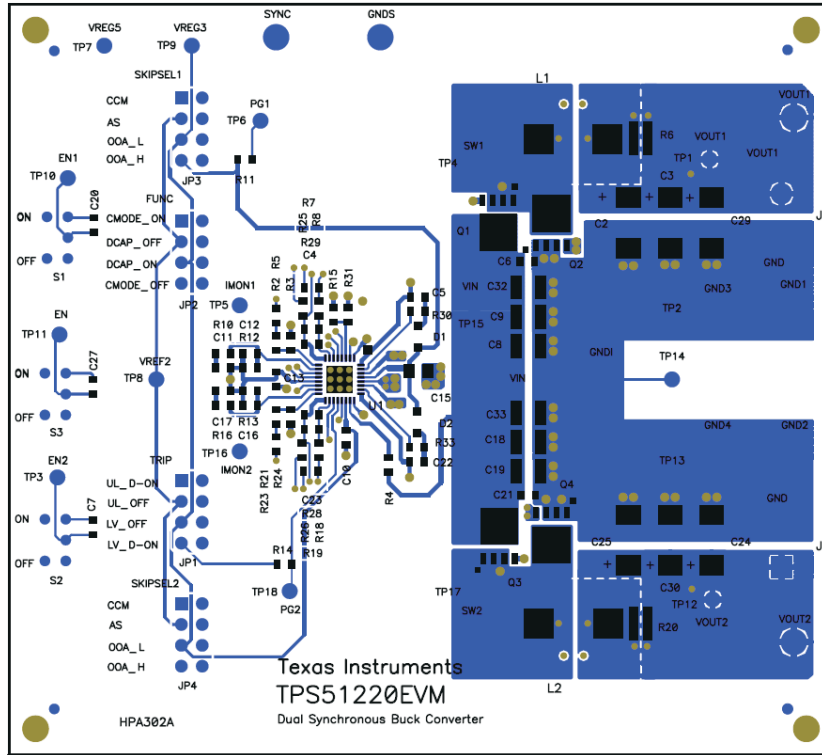 SYNC
GNDS
VREG5
VREG3
TP7
TP9
SKIPSEL1
L1
CCM
AS
OOA_L
OOA_H
JP3
PG1
TP6
R11
VOUT1
SW1
TP4
R6
VOUT1
TP1
VOUT1
C3
EN1
TP10
C20
ON
OFF
S1
FUNC
CMODE_ON
DCAP_OFF
DCAP_ON
CMODE_OFF
JP2
R7
R25
R8
R29
C4
Q1
C2
C29
J
C6
Q2
GND
GND3
GND1
IMON1
TP5
R5
R2
R3
R15
R31
C5
R30
VIN
C32
TP15
C9
C8
TP2
EN
TP11
ON
OFF
S3
C27
VREF2
TP8
R10
C12
C11
R12
C13
U1
D1
C15
VIN
GNDI
TP14
C17
R13
R16
C16
TP16
IMON2
D2
R33
C22
C10
R4
C33
C18
C19
C21
GND4
GND2
TP13
GND
EN2
TP3
C7
ON
OFF
S2
TRIP
UL_D-ON
UL_OFF
LV_OFF
LV_D-ON
JP1
R23
R21
R24
C23
R28
R26
R18
R19
R14
TP18
PG2
Q4
C25
C24
J
Q3
TP17
SW2
C30
TP12
VOUT2
VOUT2
R20
L2
SKIPSEL2
CCM
AS
OOA_L
OOA_H
JP4
Texas Instruments
TPS51220EVM
Dual Synchronous Buck Converter
HPA302A